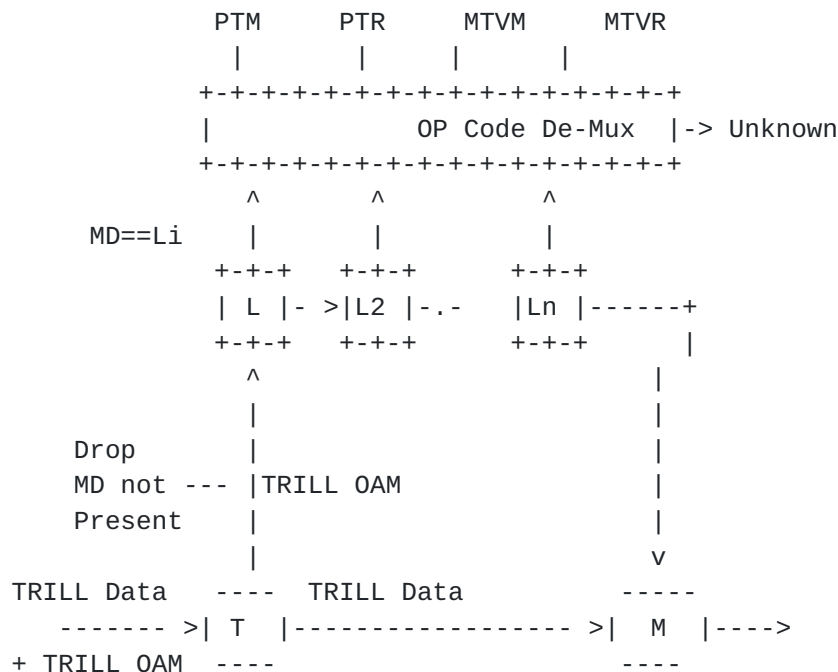 PTM PTR MTVM MTVR
| | | |
+-+-+-+-+-+-+-+-+-+-+-+-+-+-+-+
| OP Code De-Mux |-> Unknown
+-+-+-+-+-+-+-+-+-+-+-+-+-+-+-+
^ ^ ^
MD==Li | | |
+-+-+ +-+-+ +-+-+
| L |- >|L2 |-.- |Ln |------+
+-+-+ +-+-+ +-+-+ |
^ |
| |
Drop | |
MD not --- |TRILL OAM |
Present | |
| v
TRILL Data ---- TRILL Data -----
------- >| T |------------------ >| M |---->
+ TRILL OAM ---- ----